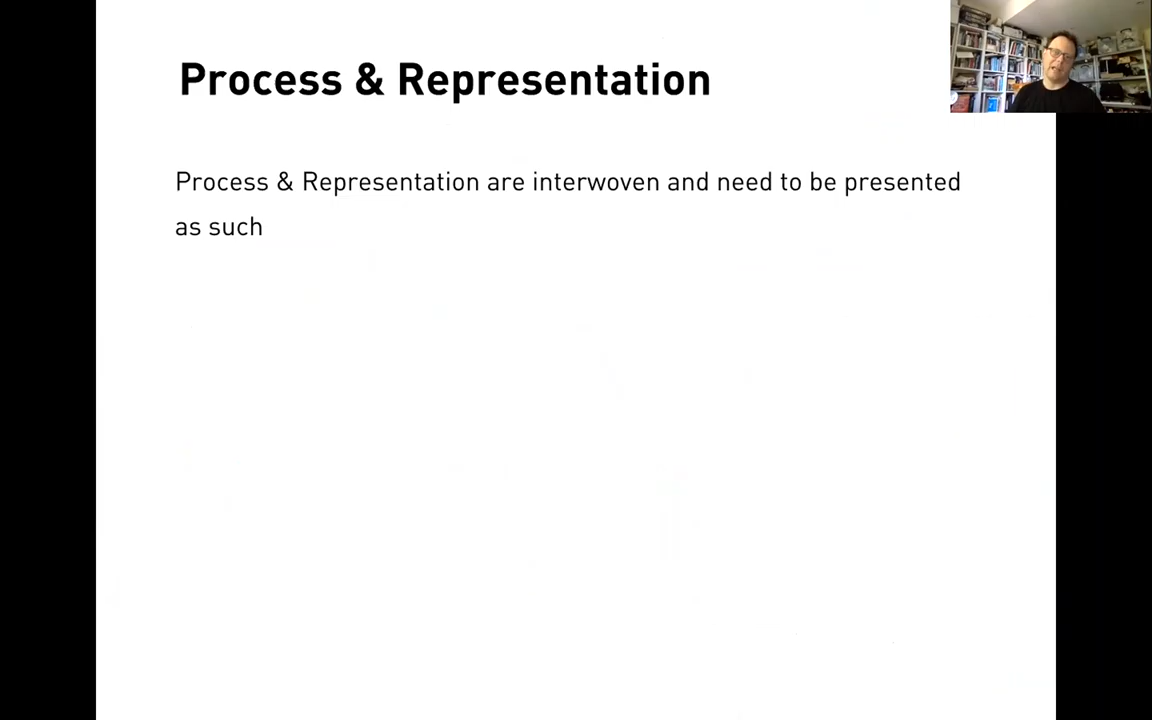 Process & Representation
Process & Representation are interwoven and need to be presented
as such